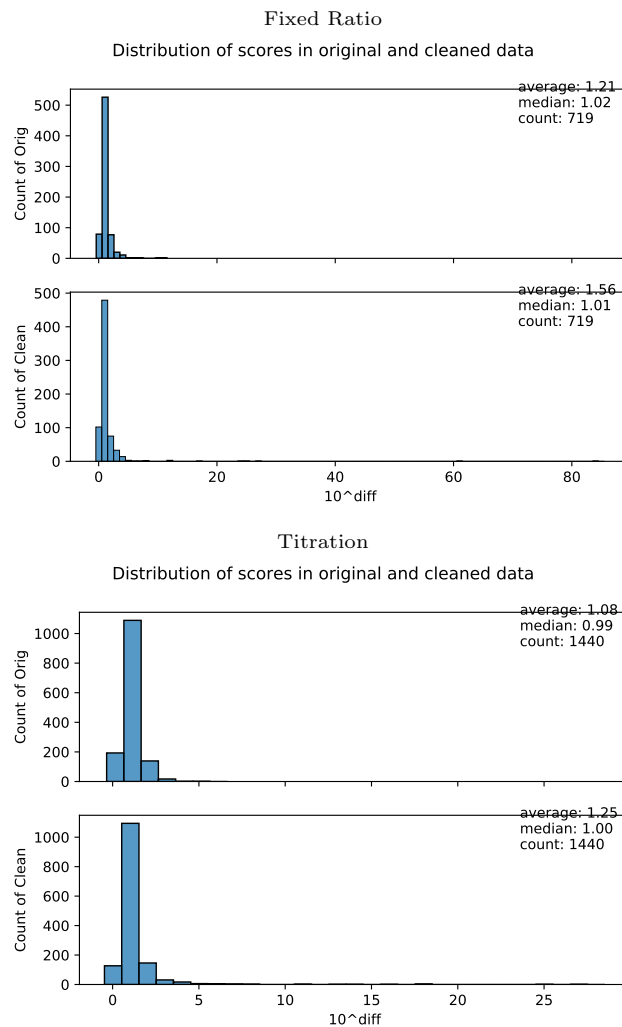 Fixed Ratio
Distribution of scores in original and cleaned data
average: 1.21
median: 1.02
count: 719
Count of Orig
500
400
300
200
100
0
average: 1.56
median: 1.01
count: 719
Count of Clean
500
400
300
200
100
0
0 20 40 60 80
10^diff
Titration
Distribution of scores in original and cleaned data
average: 1.08
median: 0.99
count: 1440
Count of Orig
1000
800
600
400
200
0
average: 1.25
median: 1.00
count: 1440
Count of Clean
1000
800
600
400
200
0
0 5 10 15 20 25
10^diff